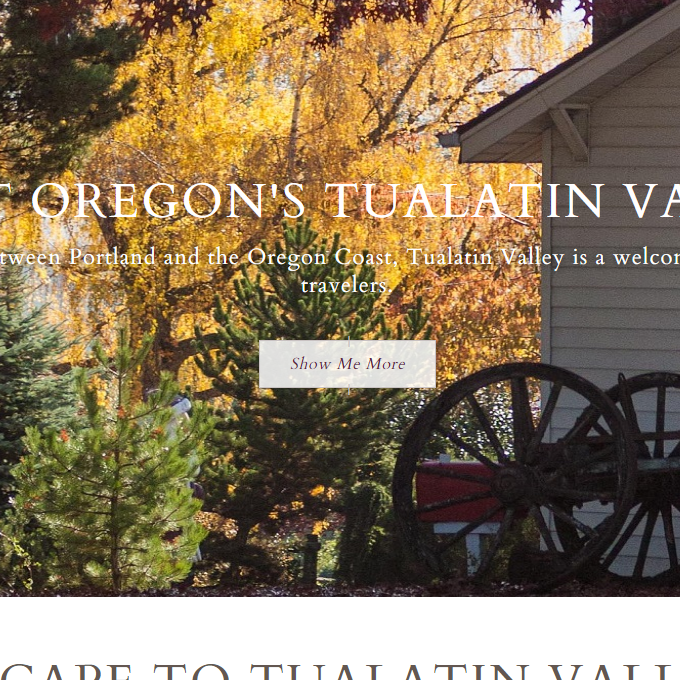 T OREGON'S TUALATIN VA
tween Portland and the Oregon Coast, Tualatin Valley is a welcom
travelers.
Show Me More
CAPE TO TUALATIN VALL